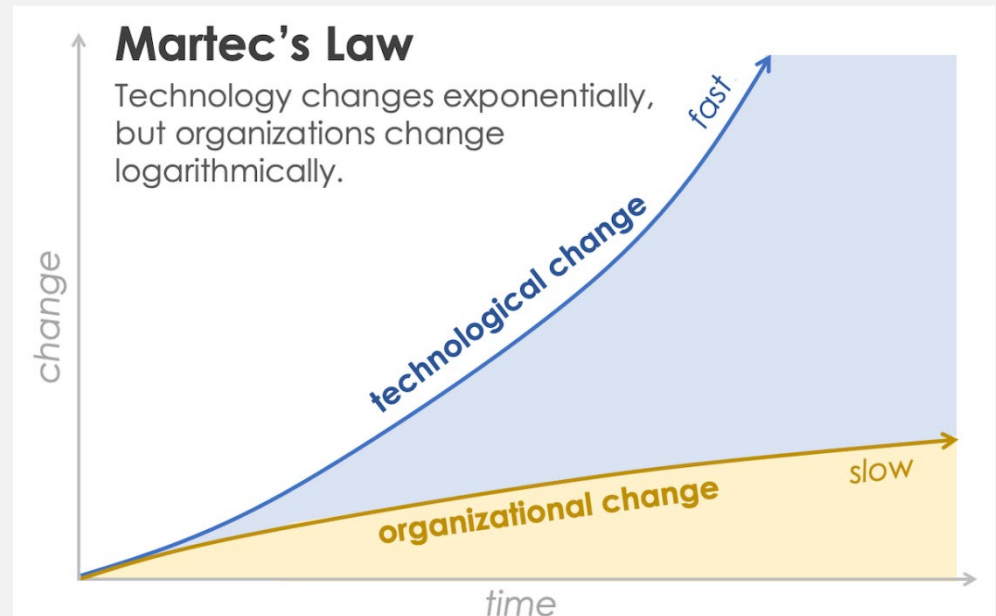 Martec’s Law
Technology changes exponentially,
but organizations change
logarithmically.
fast
technological change
change
organizational change
slow
time